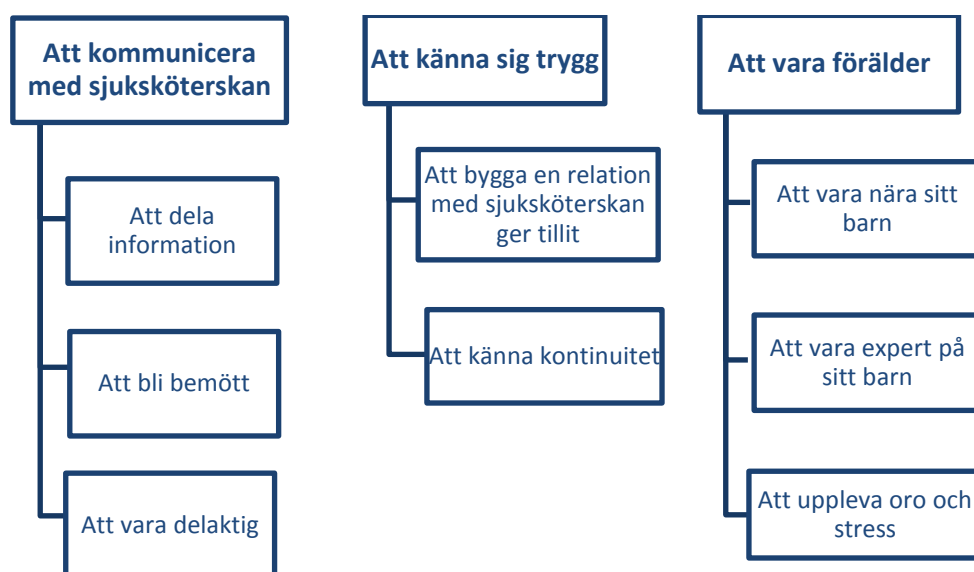 Att kommunicera
med sjuksköterskan
Att dela
information
Att bli bemött
Att vara delaktig
Att känna sig trygg
Att bygga en relation
med sjuksköterskan
ger tillit
Att känna kontinuitet
Att vara förälder
Att vara nära sitt
barn
Att vara expert på
sitt barn
Att uppleva oro och
stress